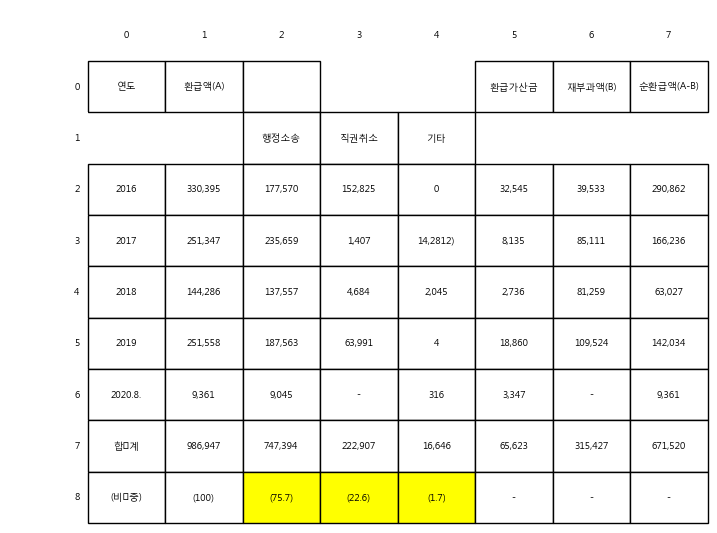 0 1 2 3 4 5 6 7
0 연도 환급액(A) 환급가산금 재부과액(B) 순환급액(A-B)
1 행정소송 직권취소 기타
2 2016 330,395 177,570 152,825 0 32,545 39,533 290,862
3 2017 251,347 235,659 1,407 14,2812) 8,135 85,111 166,236
4 2018 144,286 137,557 4,684 2,045 2,736 81,259 63,027
5 2019 251,558 187,563 63,991 4 18,860 109,524 142,034
6 2020.8. 9,361 9,045 - 316 3,347 - 9,361
7 합□계 986,947 747,394 222,907 16,646 65,623 315,427 671,520
8 (비□중) (100) (75.7) (22.6) (1.7) - - -